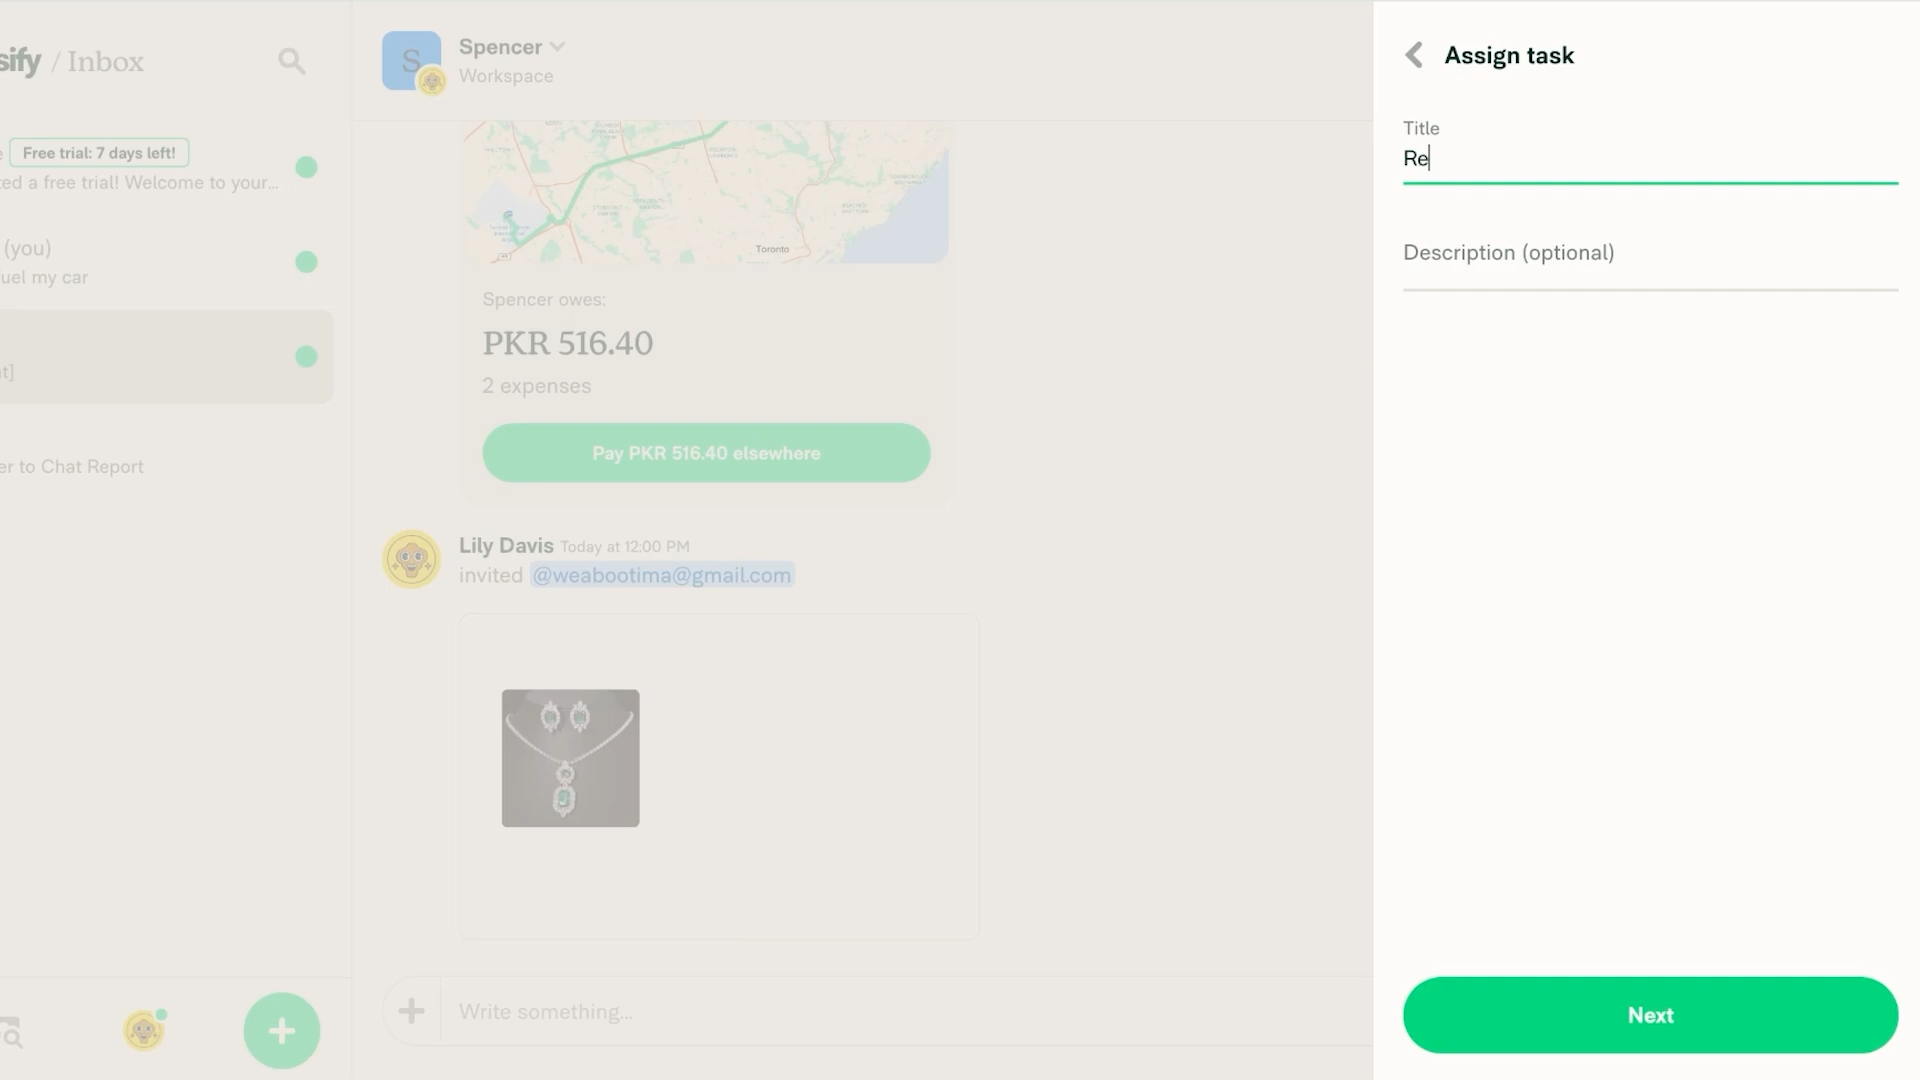 sify / Inbox
Free trial: 7 days left!
ted a free trial! Welcome to your...
(you)
uel my car
t]
er to Chat Report
S
Spencer
Workspace
Toronto
Spencer owes:
PKR 516.40
2 expenses
Pay PKR 516.40 elsewhere
Lily Davis Today at 12:00 PM
invited @weabootima@gmail.com
Write something...
Assign task
Title
Re
Description (optional)
Next